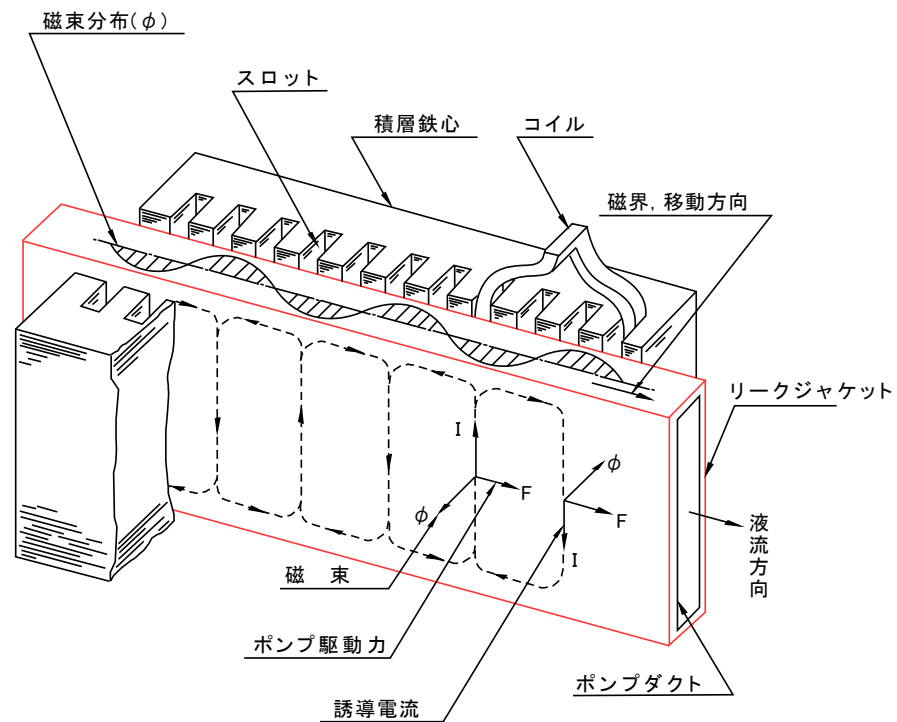 磁束分布(φ)
スロット
積層鉄心
コイル
磁界,移動方向
リークジャケット
I
φ
F
φ
F
I
液流方向
磁 束
ポンプ駆動力
ポンプダクト
誘導電流